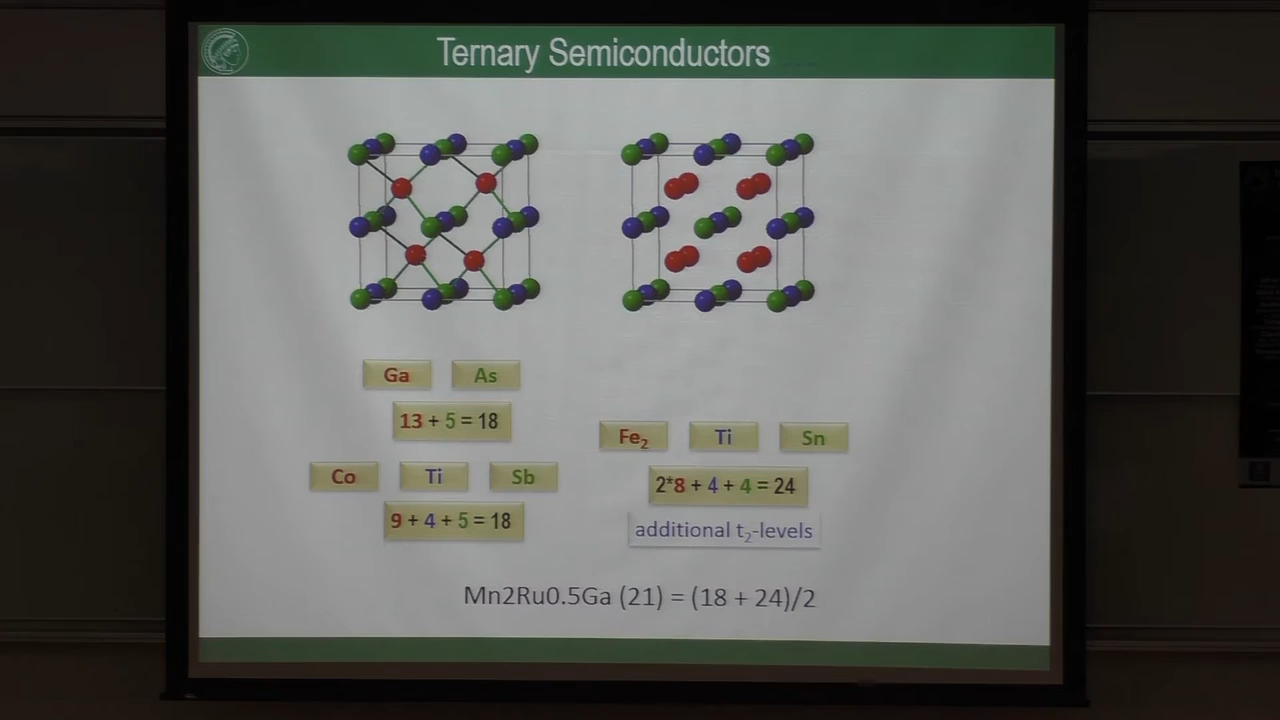 Ternary Semiconductors
Ga As
13 + 5 = 18
Co Ti Sb
9 + 4 + 5 = 18
Fe₂ Ti Sn
2*8 + 4 + 4 = 24
additional t₂-levels
Mn2Ru0.5Ga (21) = (18 + 24)/2